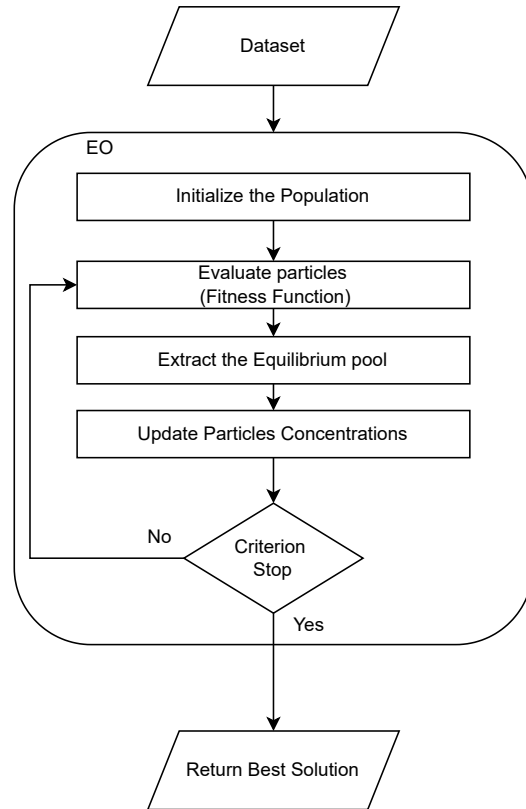 Dataset
EO
Initialize the Population
Evaluate particles
(Fitness Function)
Extract the Equilibrium pool
Update Particles Concentrations
No
Criterion
Stop
Yes
Return Best Solution